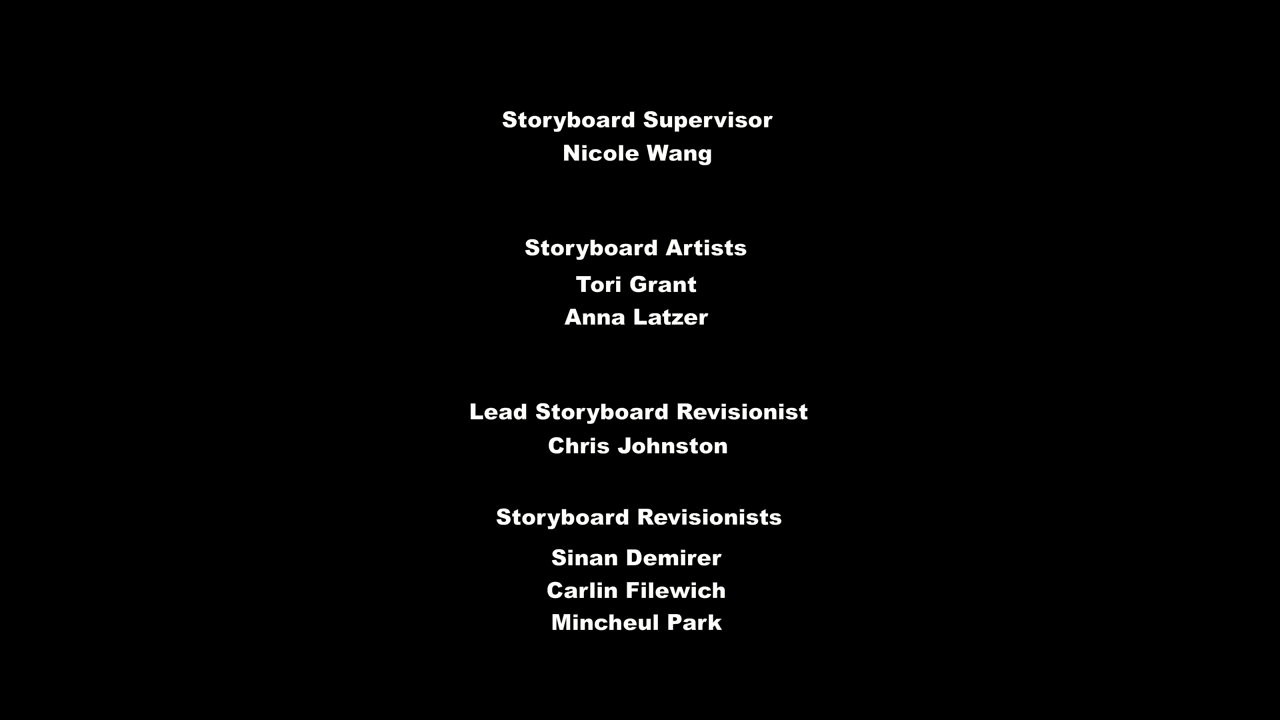 Storyboard Supervisor
Nicole Wang
Storyboard Artists
Tori Grant
Anna Latzer
Lead Storyboard Revisionist
Chris Johnston
Storyboard Revisionists
Sinan Demirer
Carlin Filewich
Mincheul Park